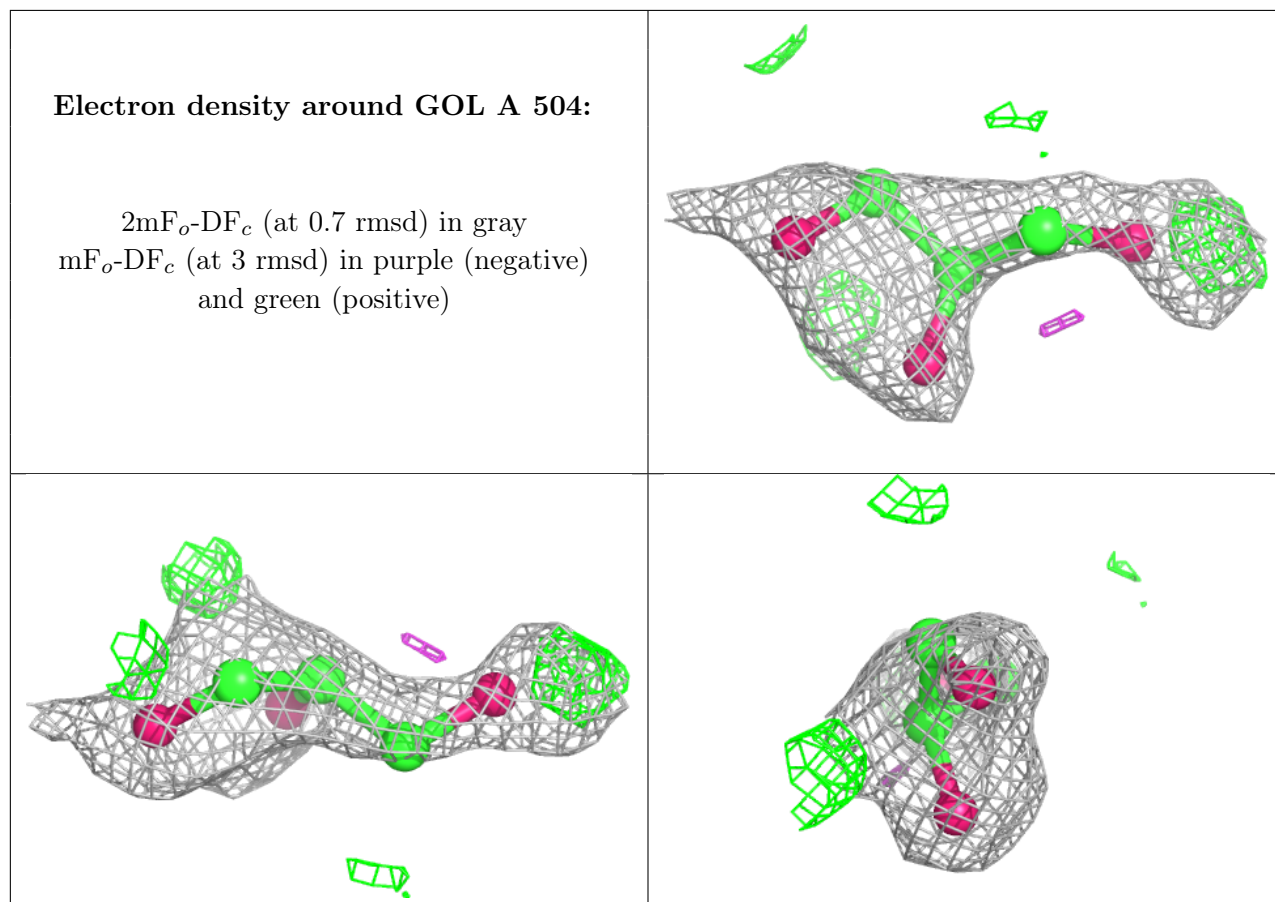 Electron density around GOL A 504:
2mFo-DFc (at 0.7 rmsd) in gray
mFo-DFc (at 3 rmsd) in purple (negative)
and green (positive)